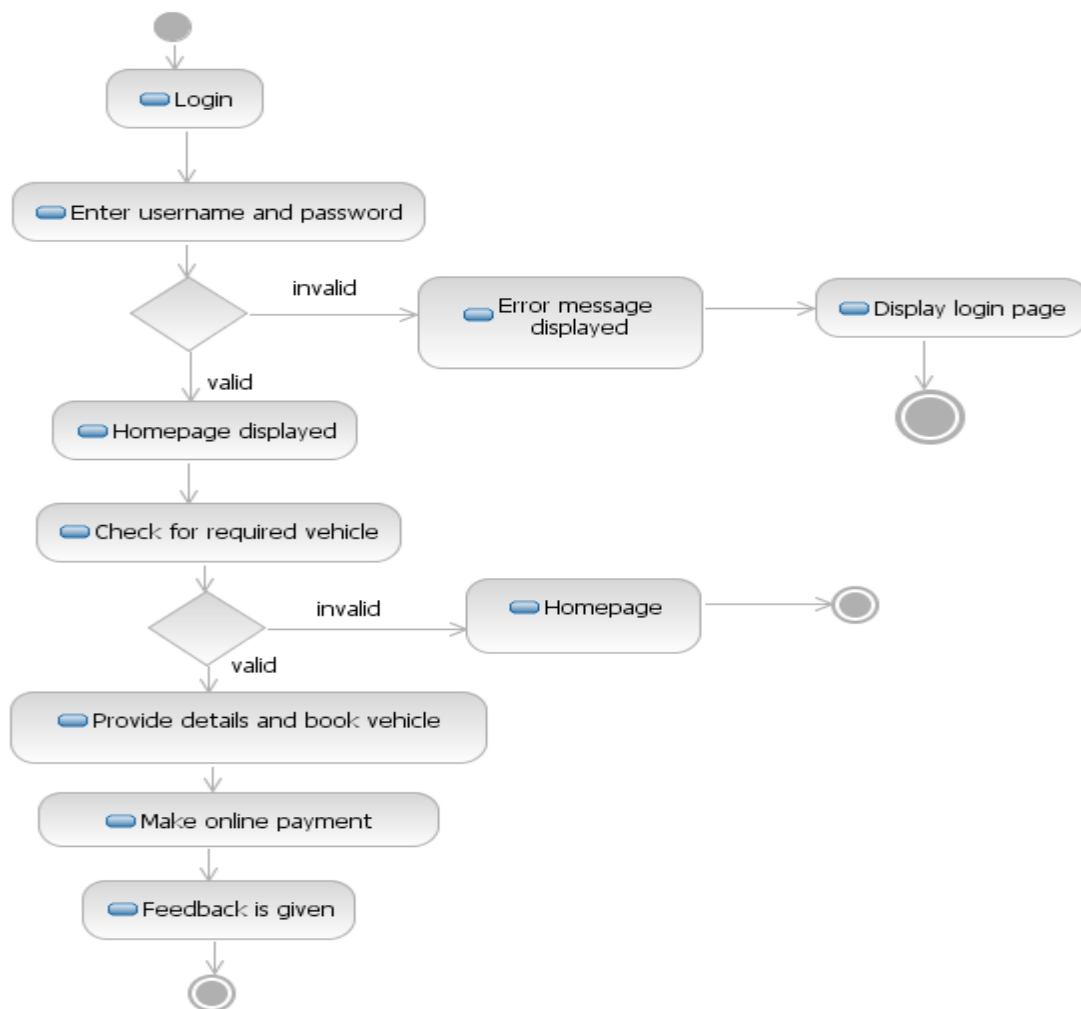 Login
Enter username and password
invalid
Error message
displayed
Display login page
valid
Homepage displayed
Check for required vehicle
invalid
Homepage
valid
Provide details and book vehicle
Make online payment
Feedback is given